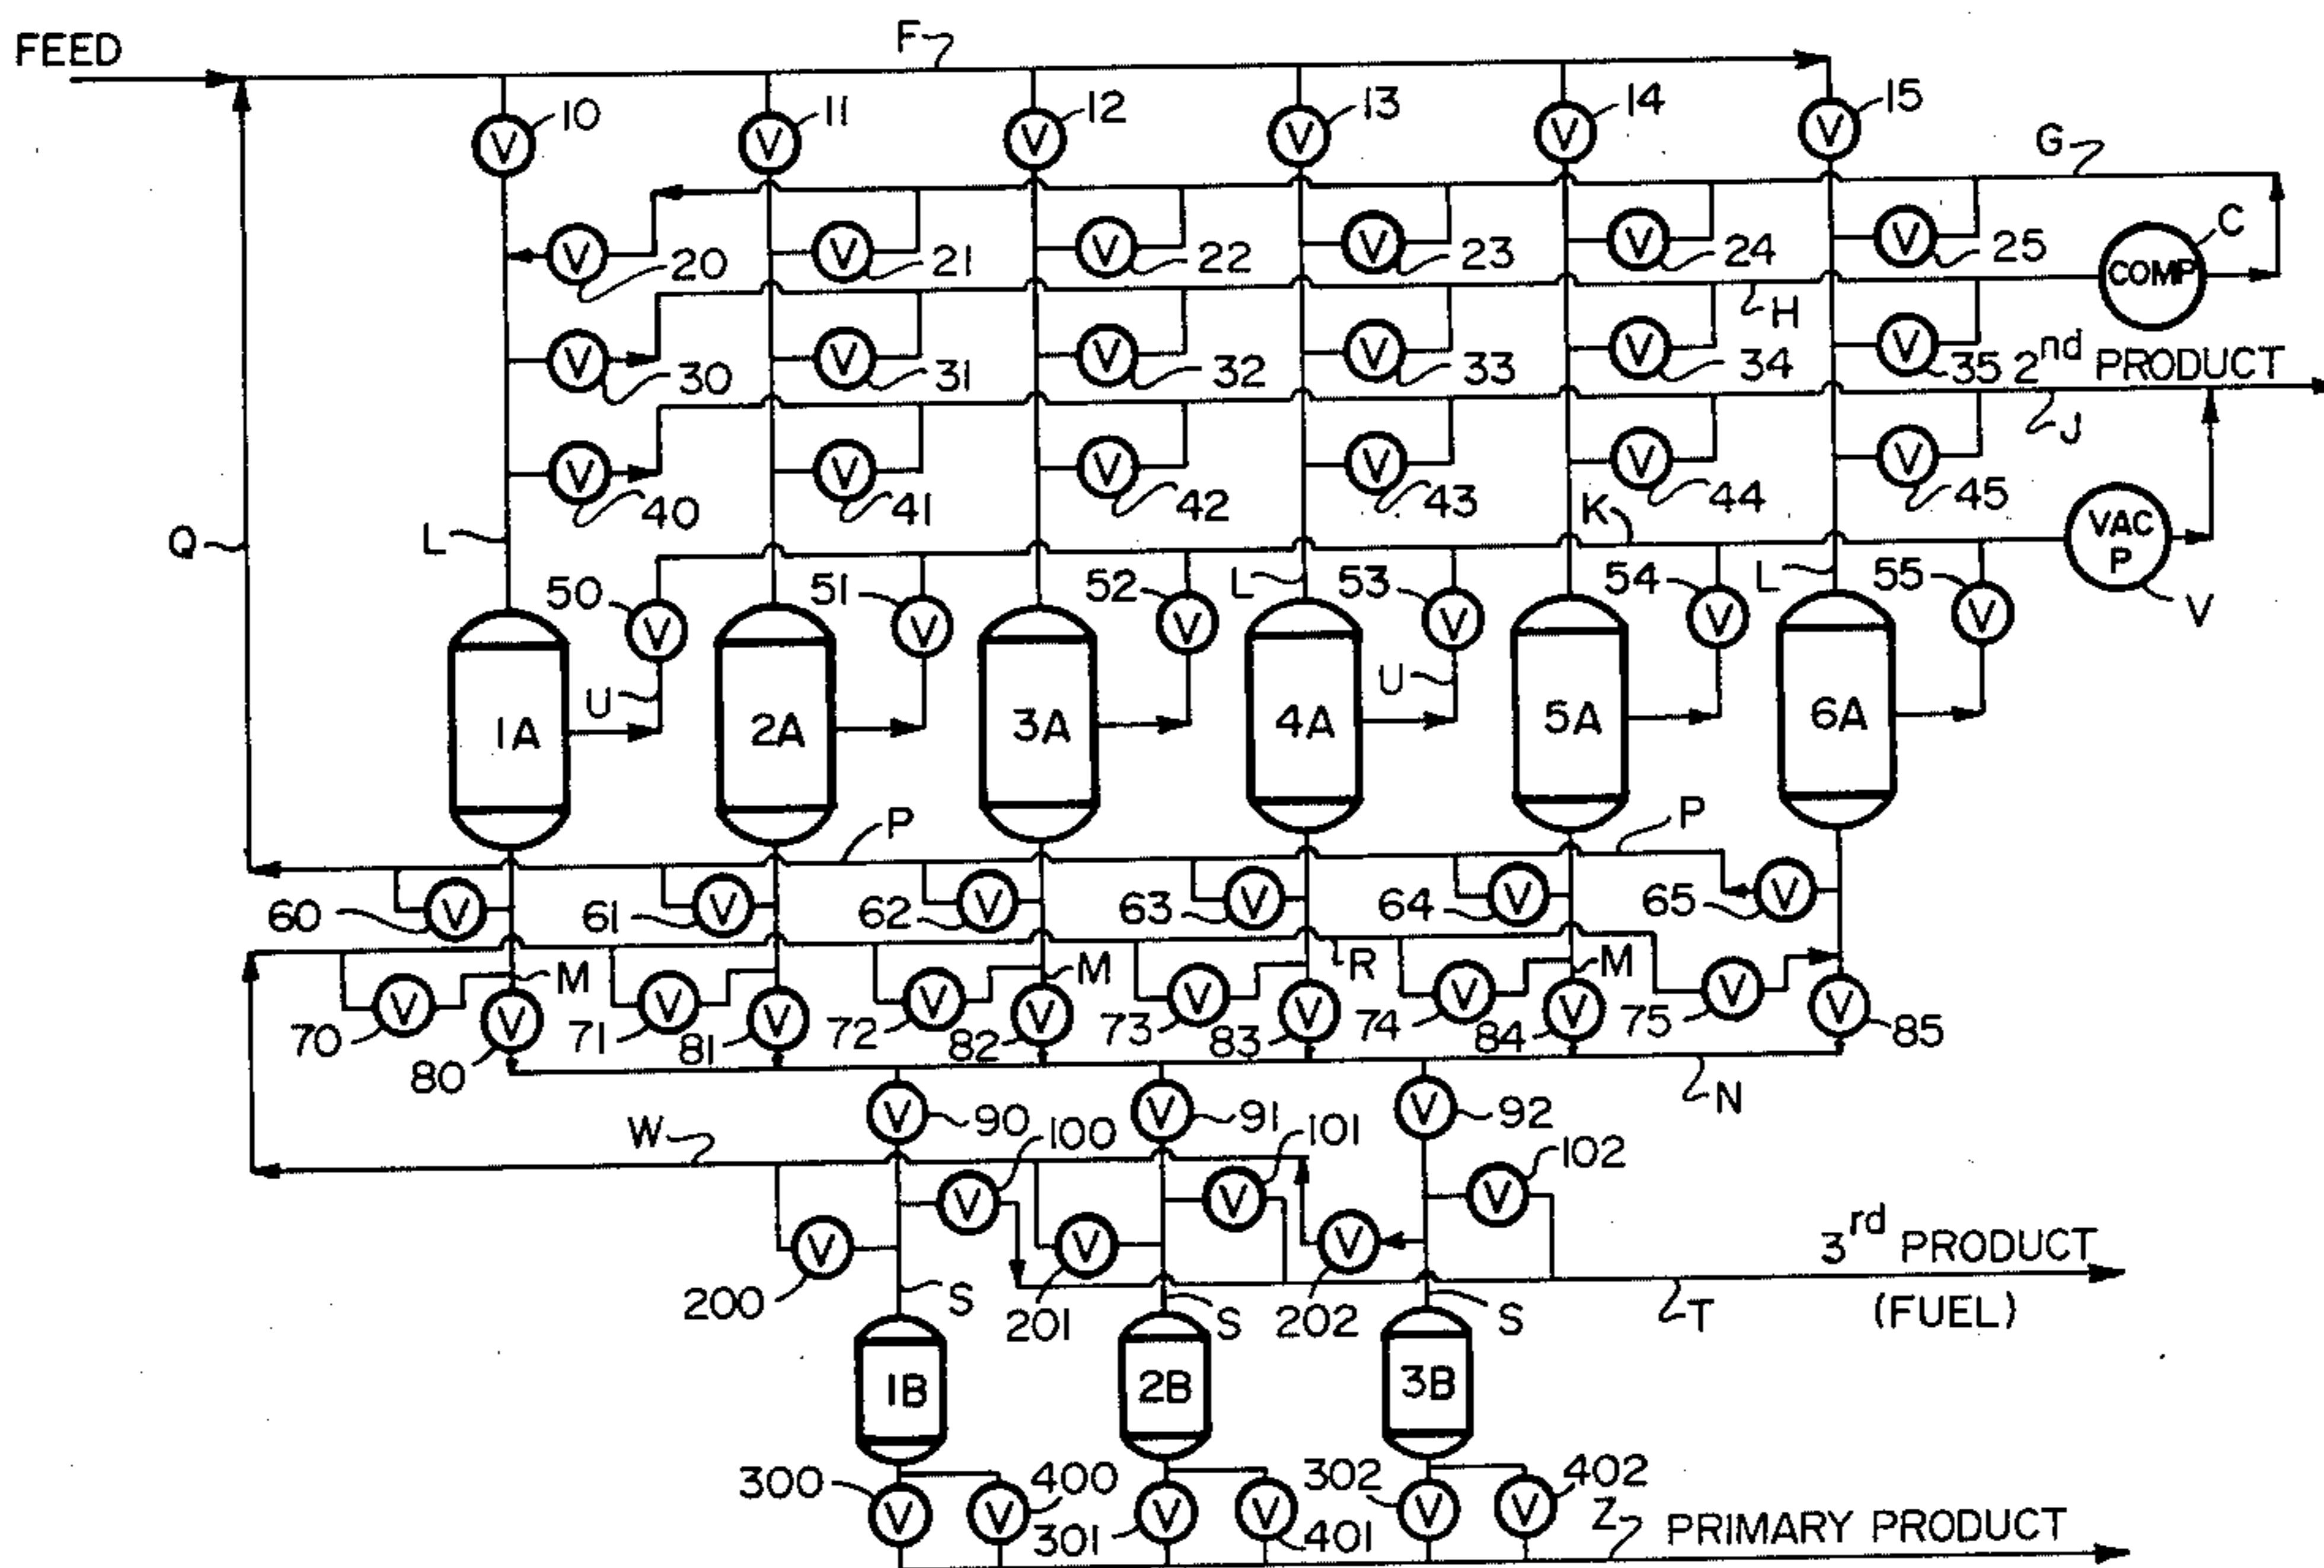 FEED
F
10
11
12
13
14
15
V V V V V V
G
C
COMP
20
21
22
23
24
25
V V V V V V
H
30
31
32
33
34
35
V V V V V V
2nd PRODUCT
J
40
41
42
43
44
45
V V V V V V
Q
L
K
L
L
VAC P
V
50
51
52
53
54
55
V V V V V V
U
U
1A
2A
3A
4A
5A
6A
P
P
60
61
62
63
64
65
V V V V V V
R
M
M
M
70
71
72
73
74
75
V V V V V V
80
81
82
83
84
85
V V V V V V
N
W
90
91
92
V V V
100
101
102
V V V
200
201
202
V V V
S
S
S
T
3rd PRODUCT
(FUEL)
1B
2B
3B
300
400
301
401
302
402
V V V V V V
Z
PRIMARY PRODUCT